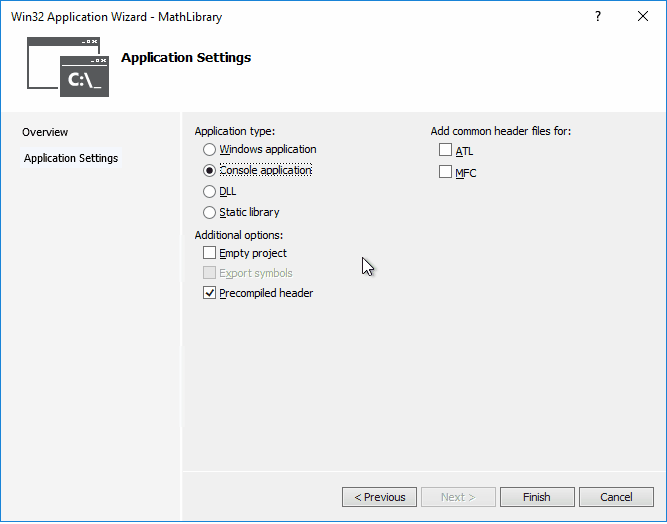 Win32 Application Wizard - MathLibrary
?
Application Settings
C:\_
Overview
Application Settings
Application type:
Windows application
Console application
DLL
Static library
Additional options:
Empty project
Export symbols
Precompiled header
Add common header files for:
ATL
MFC
< Previous
Next >
Finish
Cancel